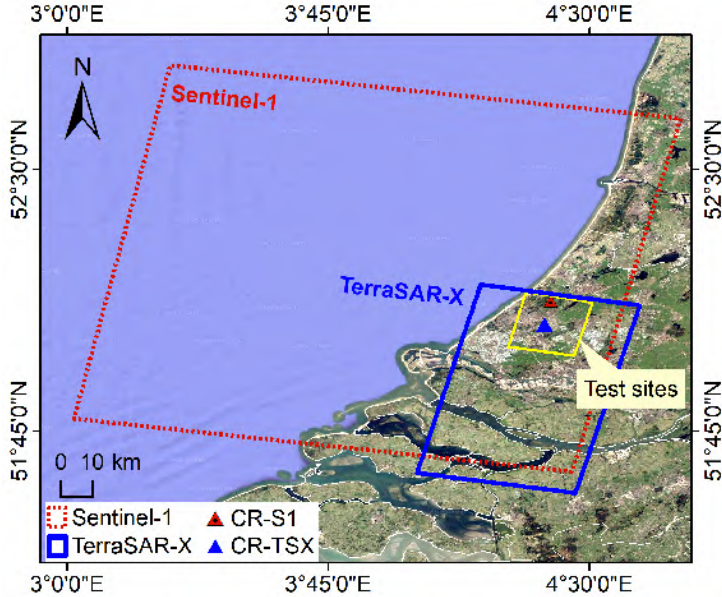 3°0'0"E 3°45'0"E 4°30'0"E
N
Sentinel-1
52°30'0"N 52°30'0"N
TerraSAR-X
Test sites
51°45'0"N 51°45'0"N
0 10 km
Sentinel-1 CR-S1
TerraSAR-X CR-TSX
3°0'0"E 3°45'0"E 4°30'0"E